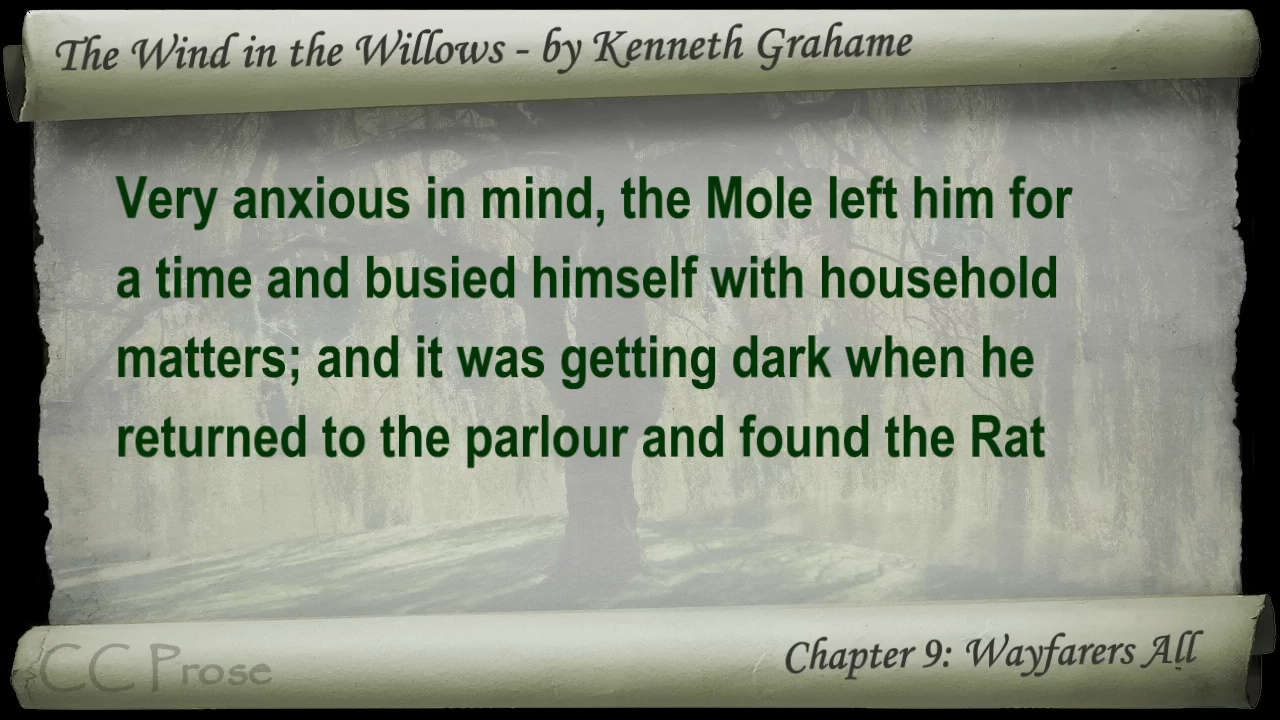 The Wind in the Willows - by Kenneth Grahame
Very anxious in mind, the Mole left him for
a time and busied himself with household
matters; and it was getting dark when he
returned to the parlour and found the Rat
CC Prose
Chapter 9: Wayfarers All